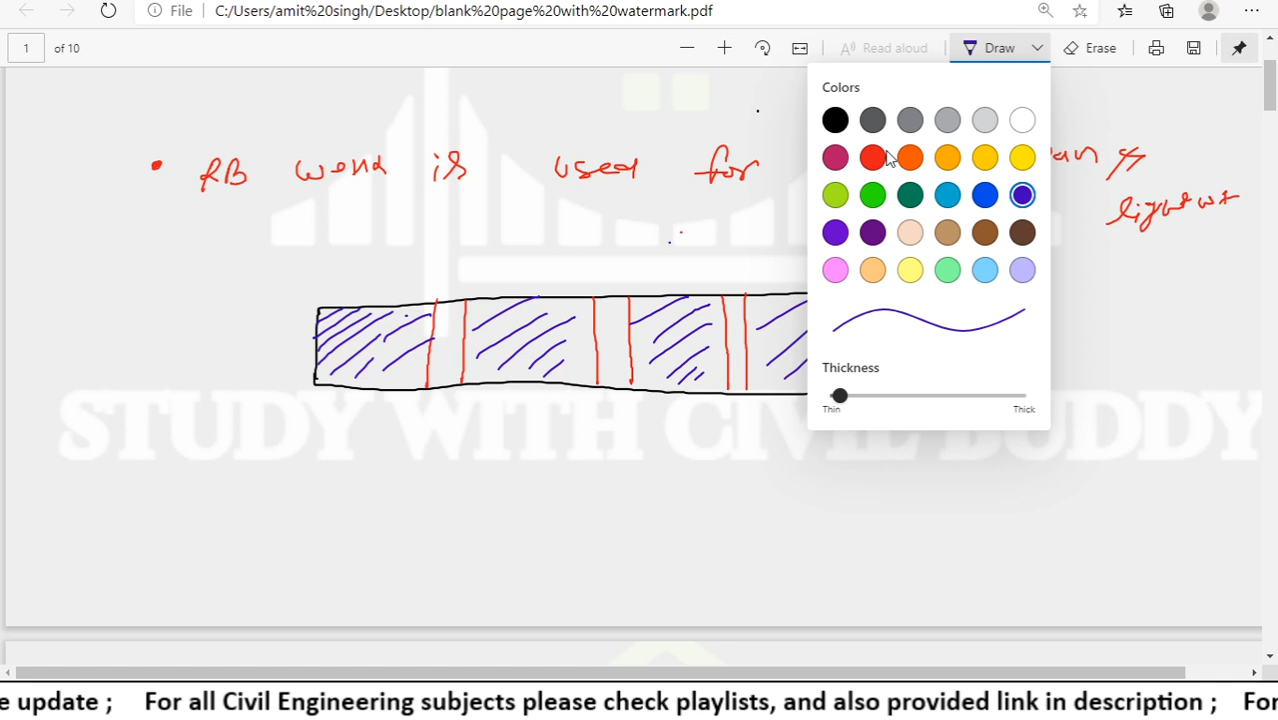 File C:/Users/amit%20singh/Desktop/blank%20page%20with%20watermark.pdf
1 of 10 Read aloud Draw Erase
Colors
• RB is used for
light wt
Thickness
Thin Thick
STUDY WITH CIVIL BUDDY
e update ; For all Civil Engineering subjects please check playlists, and also provided link in description ; For